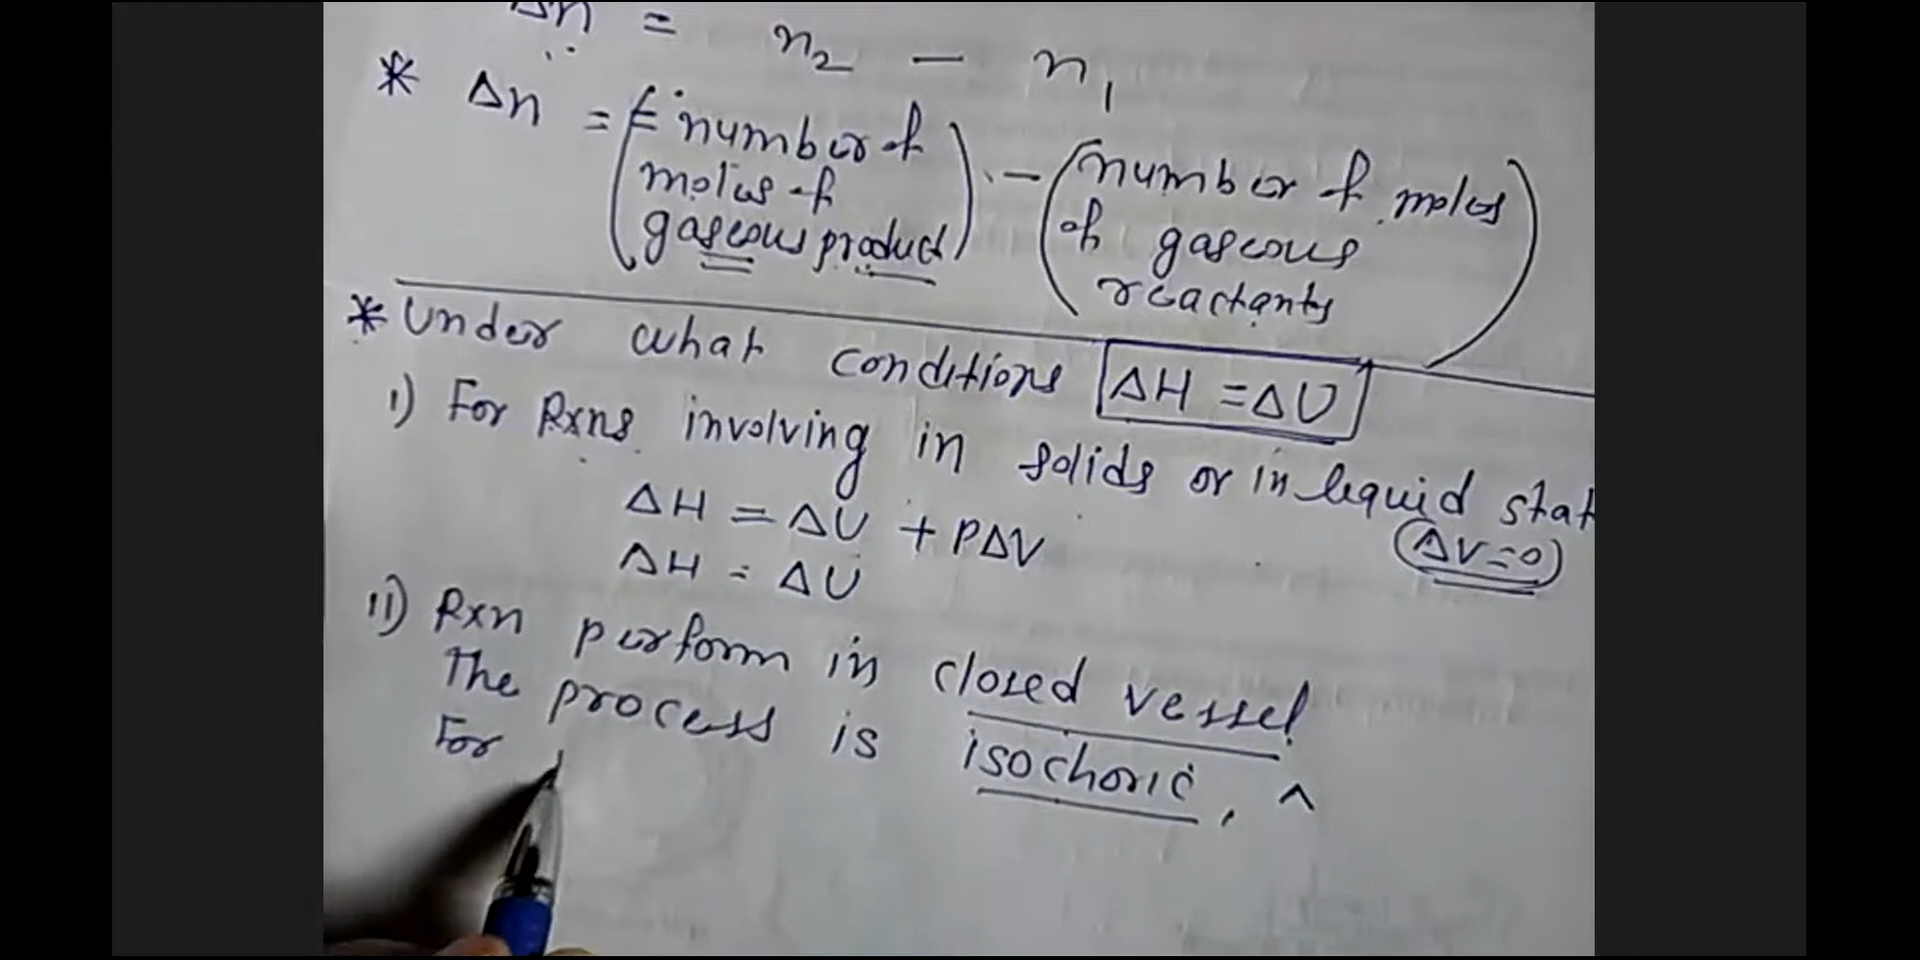 Δn = n₂ - n₁
* Δn = (number of moles of gaseous product) - (number of moles of gaseous reactants)
* Under what conditions ΔH = ΔU
i) For Rxns involving in solids or in liquid stat
(ΔV=0)
ΔH = ΔU + PΔV
ΔH = ΔU
ii) Rxn perform in closed vessel
The process is isochoric,
For